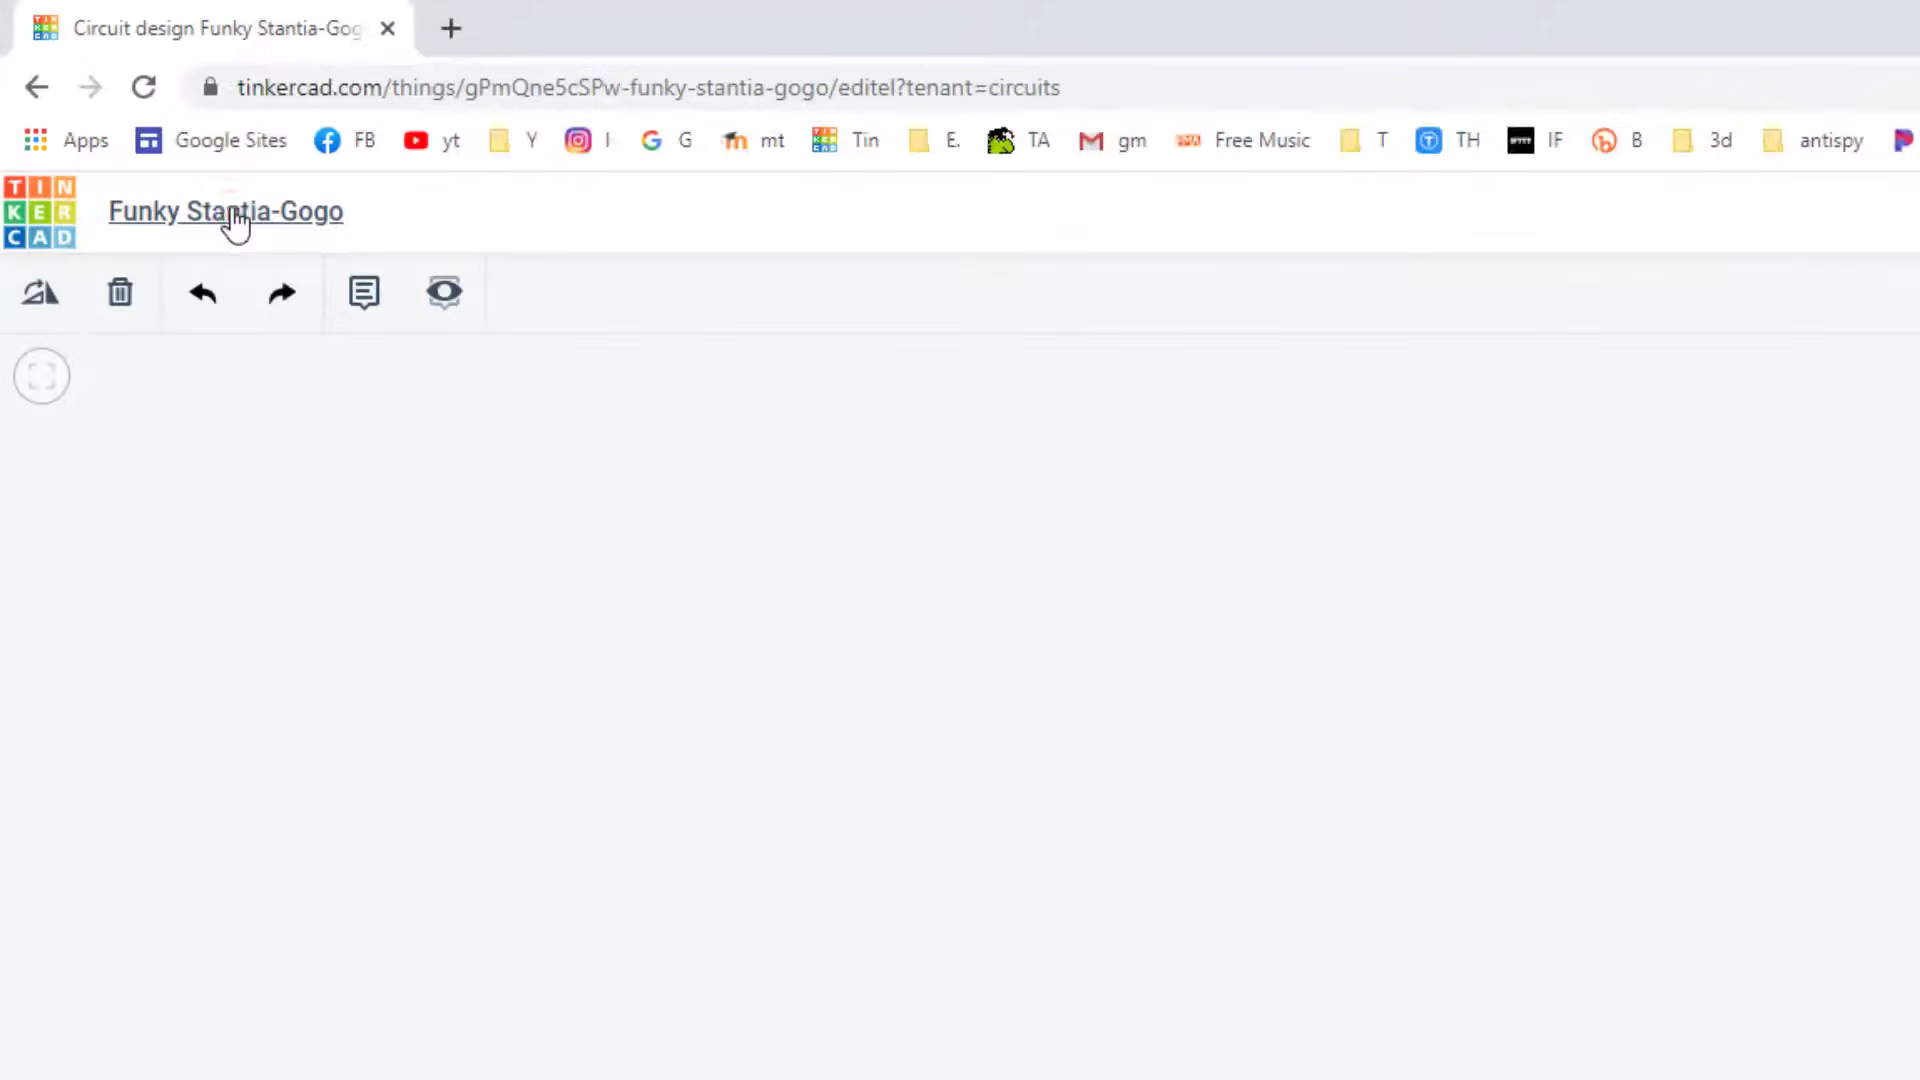 Circuit design Funky Stantia-Gog
tinkercad.com/things/gPmQne5cSPw-funky-stantia-gogo/editel?tenant=circuits
Apps Google Sites FB yt Y I G mt Tin E. TA gm Free Music T TH IF B 3d antispy
TIN
KER
CAD
Funky Stantia-Gogo